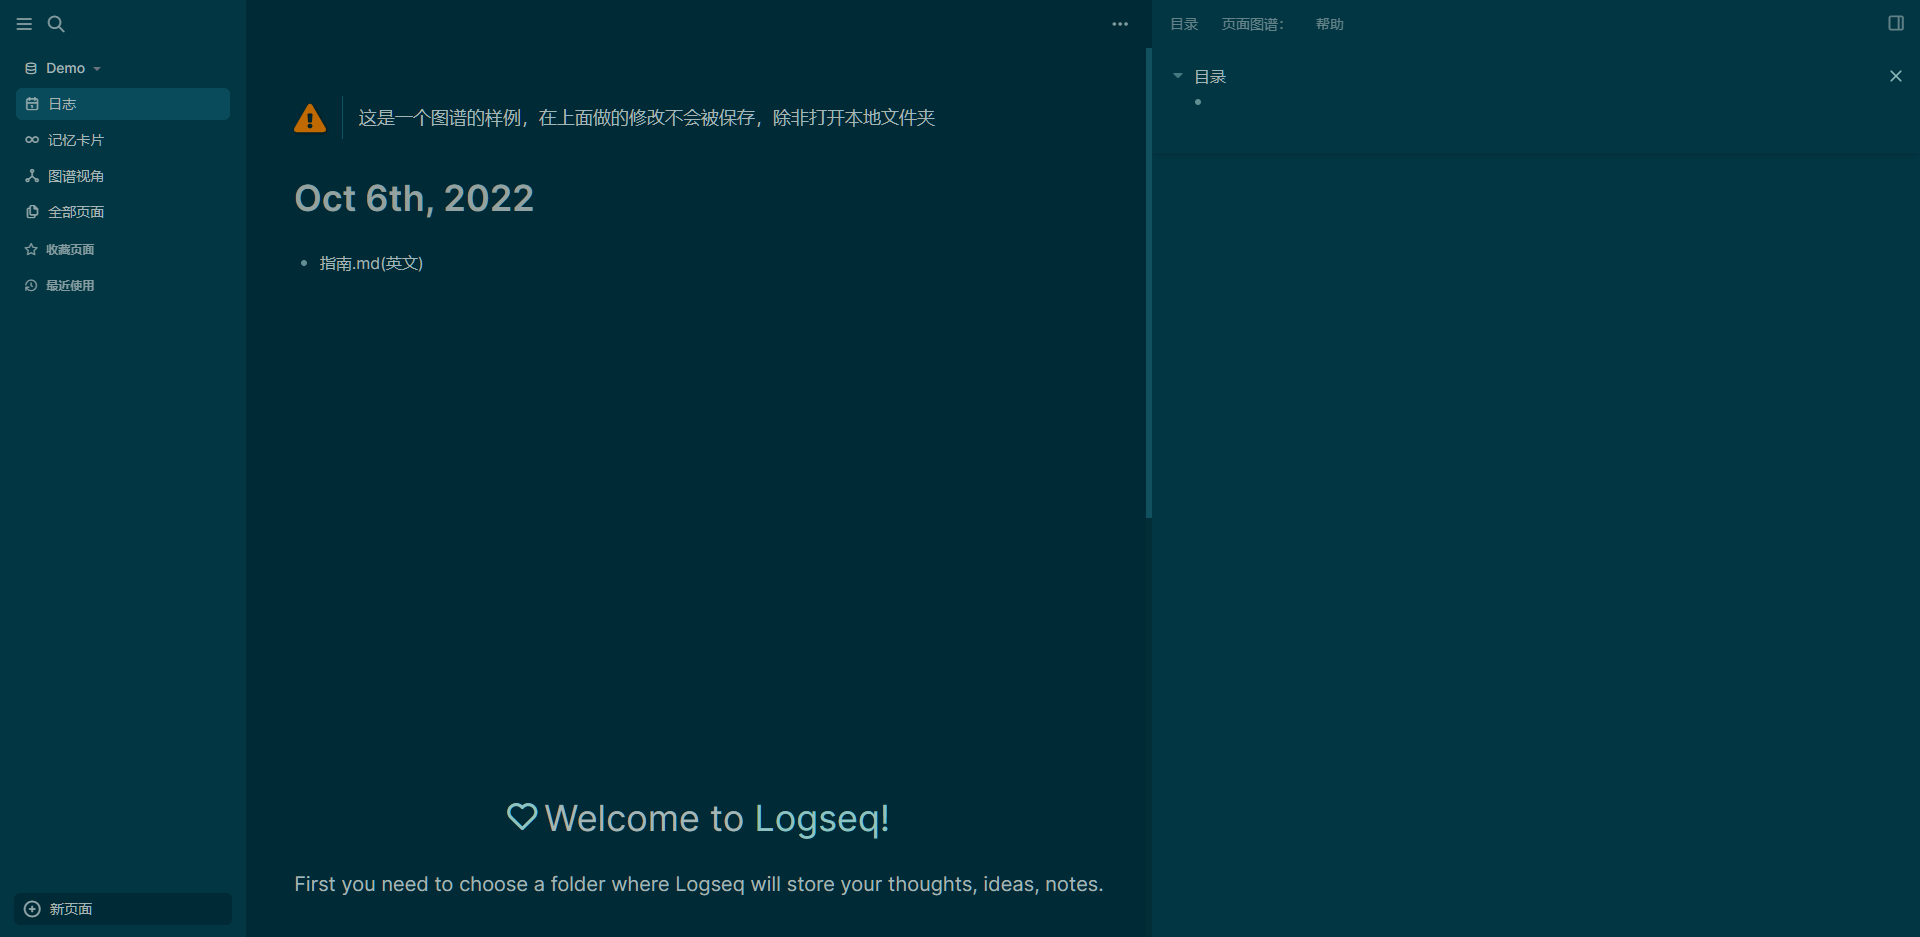 Demo
日志
记忆卡片
图谱视角
全部页面
收藏页面
最近使用
新页面
这是一个图谱的样例，在上面做的修改不会被保存，除非打开本地文件夹
Oct 6th, 2022
指南.md(英文)
Welcome to Logseq!
First you need to choose a folder where Logseq will store your thoughts, ideas, notes.
目录 页面图谱： 帮助
目录